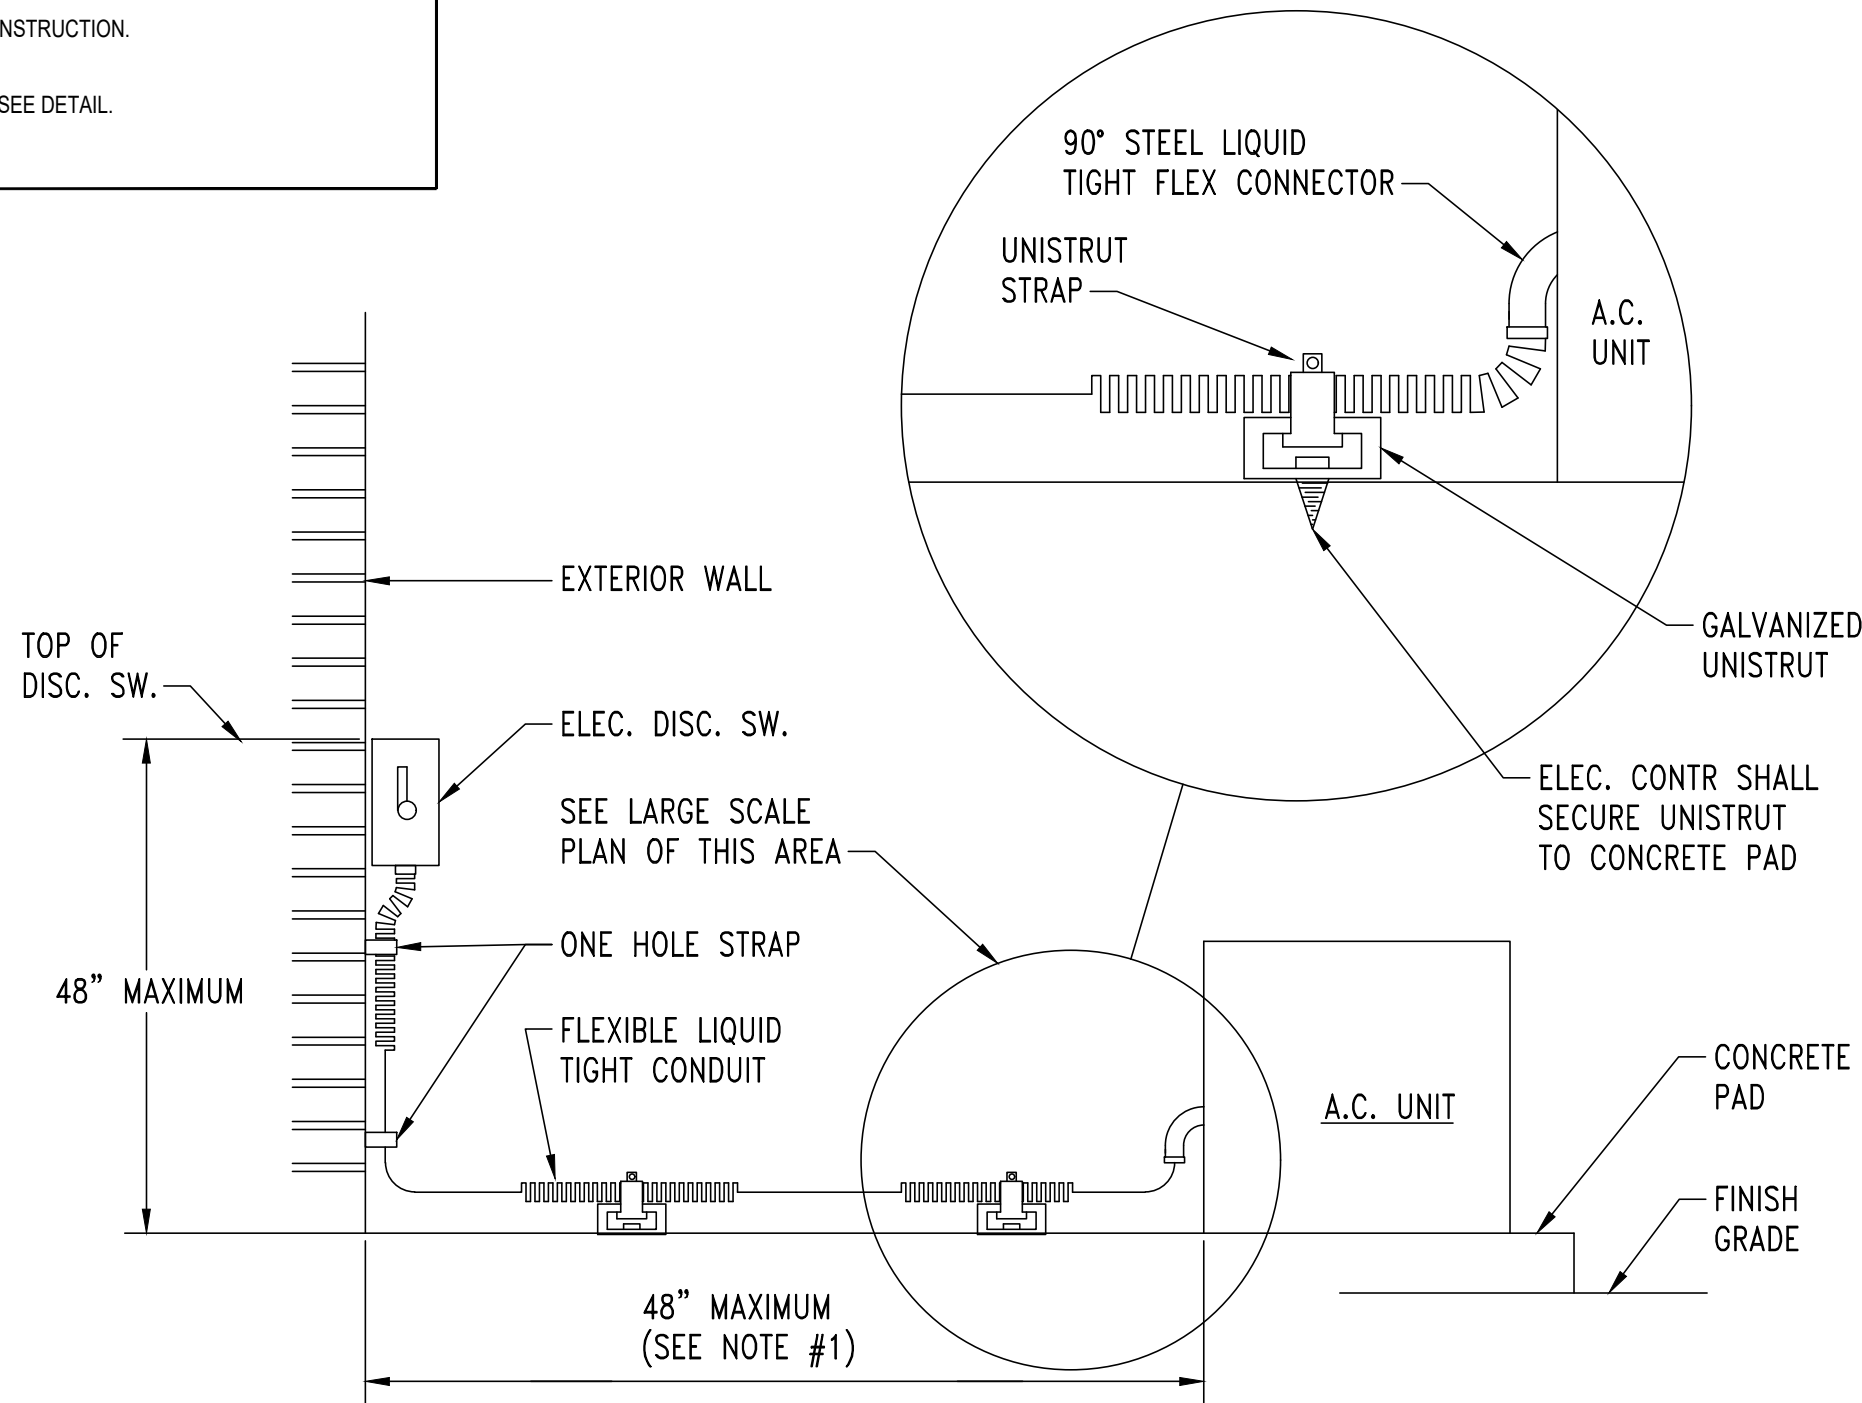 NSTRUCTION.
SEE DETAIL.
90° STEEL LIQUID
TIGHT FLEX CONNECTOR
UNISTRUT
STRAP
A.C.
UNIT
GALVANIZED
UNISTRUT
ELEC. CONTR SHALL
SECURE UNISTRUT
TO CONCRETE PAD
EXTERIOR WALL
TOP OF
DISC. SW.
ELEC. DISC. SW.
SEE LARGE SCALE
PLAN OF THIS AREA
ONE HOLE STRAP
48” MAXIMUM
FLEXIBLE LIQUID
TIGHT CONDUIT
A.C. UNIT
CONCRETE
PAD
FINISH
GRADE
48” MAXIMUM
(SEE NOTE #1)